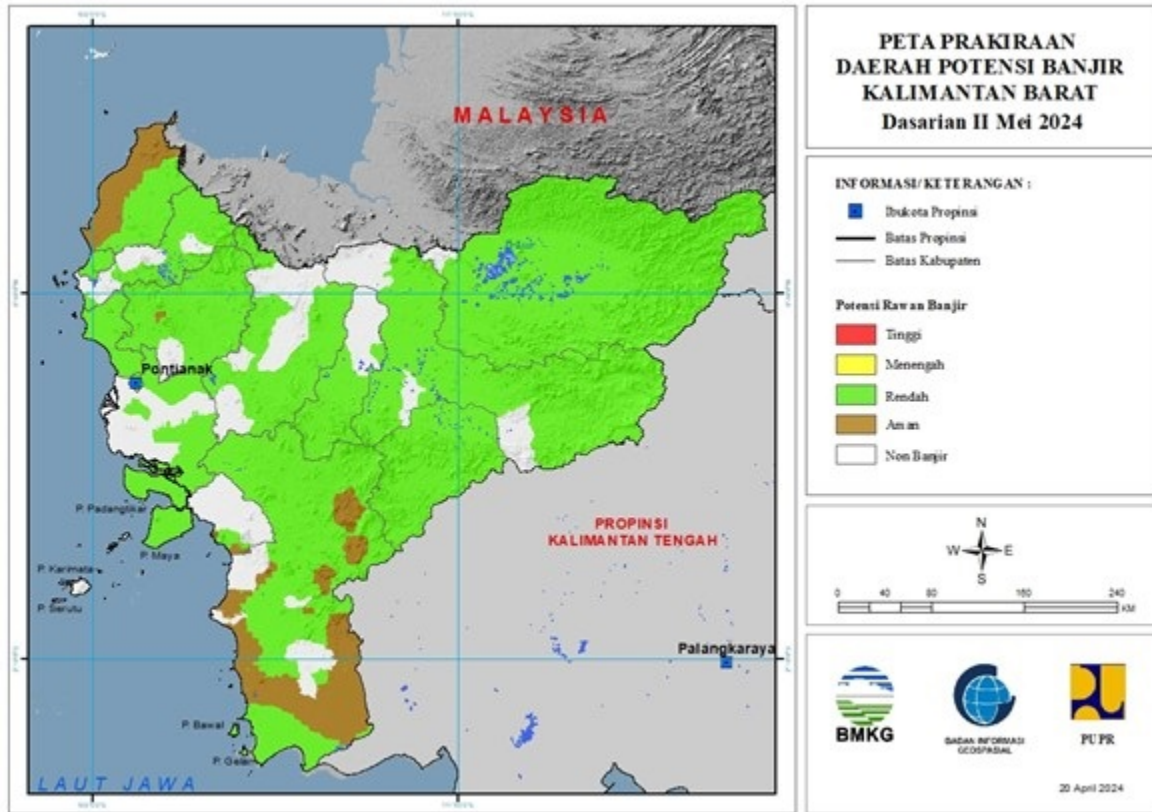 MALAYSIA
Pontianak
P. Padangtikar
P. Maya
P. Karimata
P. Serutu
PROPINSI
KALIMANTAN TENGAH
Palangkaraya
P. Bawal
P. Gelam
LAUT JAWA
PETA PRAKIRAAN
DAERAH POTENSI BANJIR
KALIMANTAN BARAT
Dasarian II Mei 2024
INFORMASI/KETERANGAN :
Ibukota Propinsi
Batas Propinsi
Batas Kabupaten
Potensi Rawan Banjir
Tinggi
Menengah
Rendah
Aman
Non Banjir
N
W E
S
0 40 80 160 240
KM
BMKG
BADAN INFORMASI
GEOSPASIAL
PUPR
20 April 2024